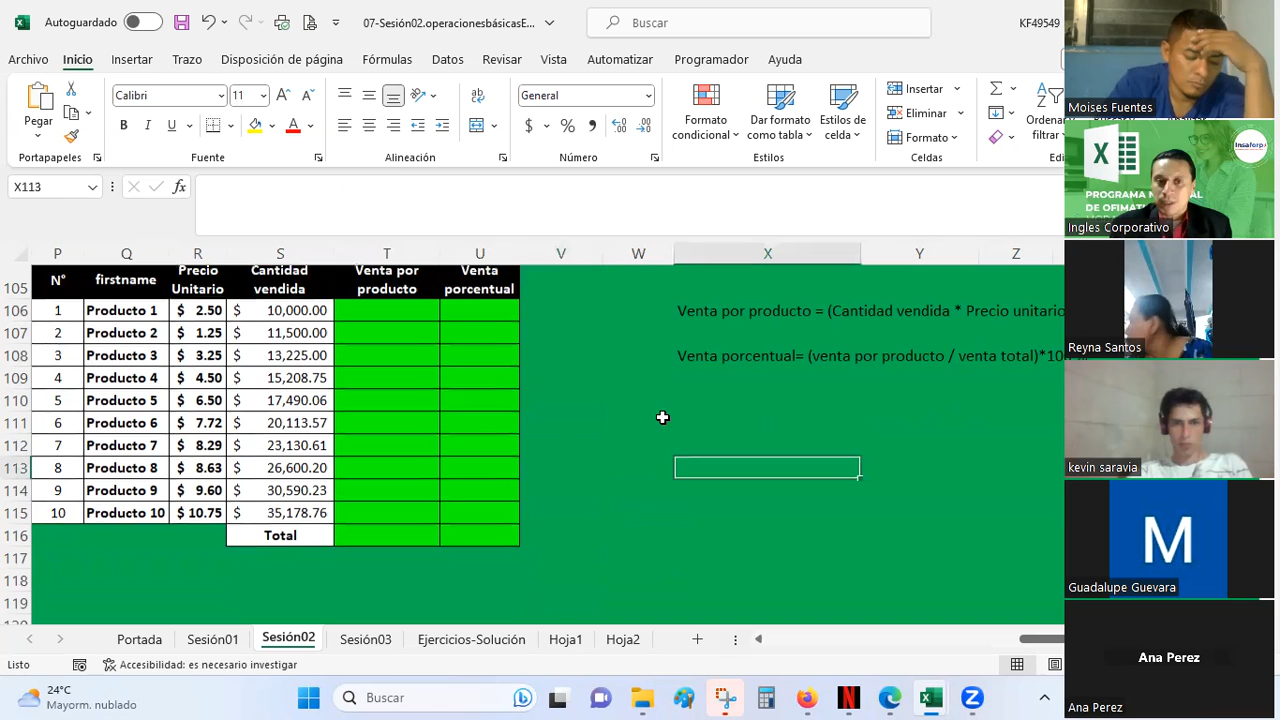 Autoguardado
07-Sesión02.operacionesbásicasE...
Buscar
KF49549
Archivo Inicio Insertar Trazo Disposición de página Fórmulas Datos Revisar Vista Automatizar Programador Ayuda
Calibri 11
General
Pegar
N K S
$ % 000
Formato condicional
Dar formato como tabla
Estilos de celda
Insertar
Eliminar
Formato
Ordenar filtrar
Portapapeles Fuente Alineación Número Estilos Celdas
X113 fx
P Q R S T U V W X Y Z
105 N° firstname Precio Unitario Cantidad vendida Venta por producto Venta porcentual
106 1 Producto 1 $ 2.50 $ 10,000.00 Venta por producto = (Cantidad vendida * Precio unitario
107 2 Producto 2 $ 1.25 $ 11,500.00
108 3 Producto 3 $ 3.25 $ 13,225.00 Venta porcentual= (venta por producto / venta total)*10
109 4 Producto 4 $ 4.50 $ 15,208.75
110 5 Producto 5 $ 6.50 $ 17,490.06
111 6 Producto 6 $ 7.72 $ 20,113.57
112 7 Producto 7 $ 8.29 $ 23,130.61
113 8 Producto 8 $ 8.63 $ 26,600.20
114 9 Producto 9 $ 9.60 $ 30,590.23
115 10 Producto 10 $ 10.75 $ 35,178.76
116 Total
117
118
119
Portada Sesión01 Sesión02 Sesión03 Ejercicios-Solución Hoja1 Hoja2
Listo Accesibilidad: es necesario investigar
24°C
Mayorm. nublado
Buscar
Moises Fuentes
Insaforp
PROGRAMA
DE
Ingles Corporativo
Reyna Santos
kevin saravia
M
Guadalupe Guevara
Ana Perez
Ana Perez